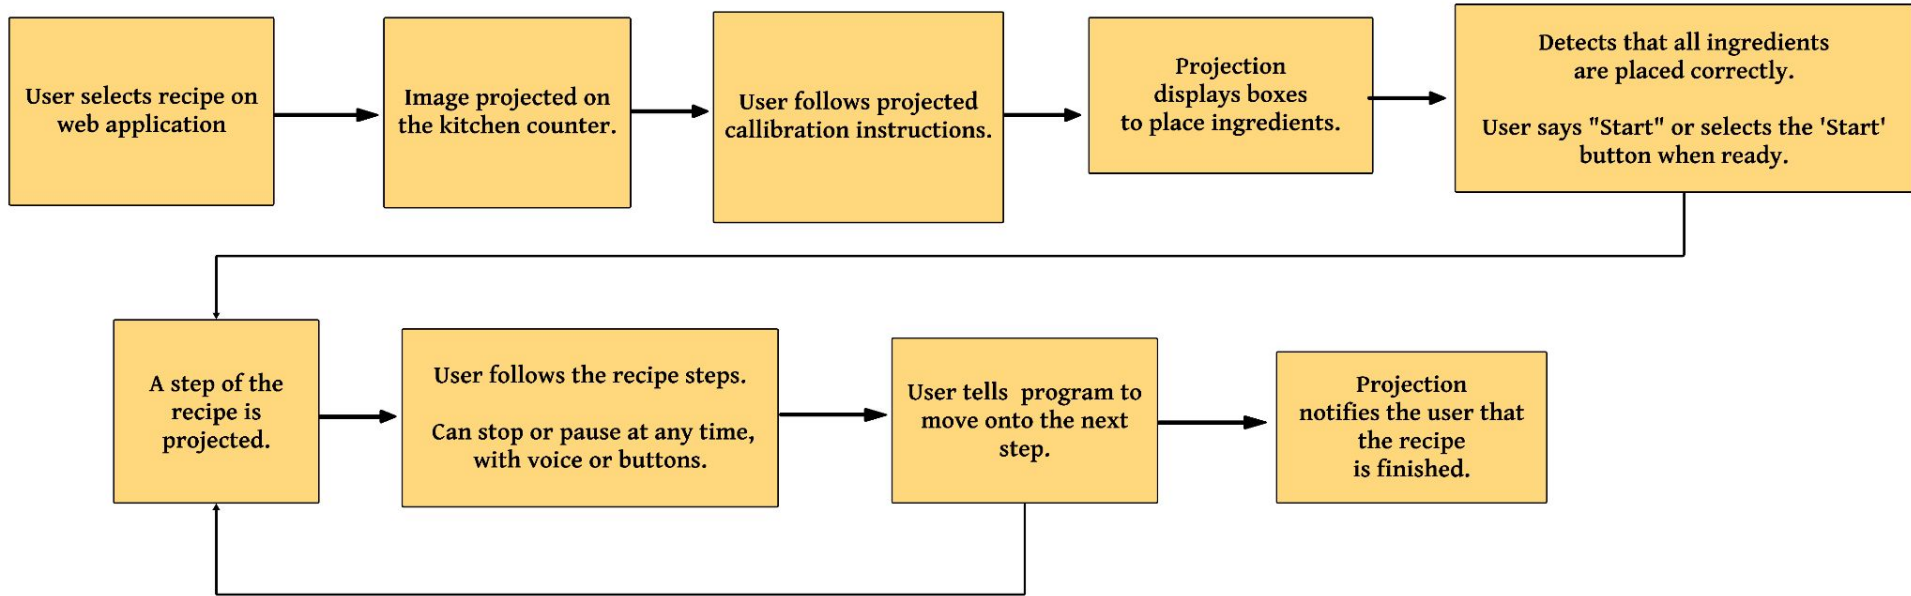 User selects recipe on
web application
Image projected on
the kitchen counter.
User follows projected
callibration instructions.
Projection
displays boxes
to place ingredients.
Detects that all ingredients
are placed correctly.
User says "Start" or selects the 'Start'
button when ready.
A step of the
recipe is
projected.
User follows the recipe steps.
Can stop or pause at any time,
with voice or buttons.
User tells program to
move onto the next
step.
Projection
notifies the user that
the recipe
is finished.